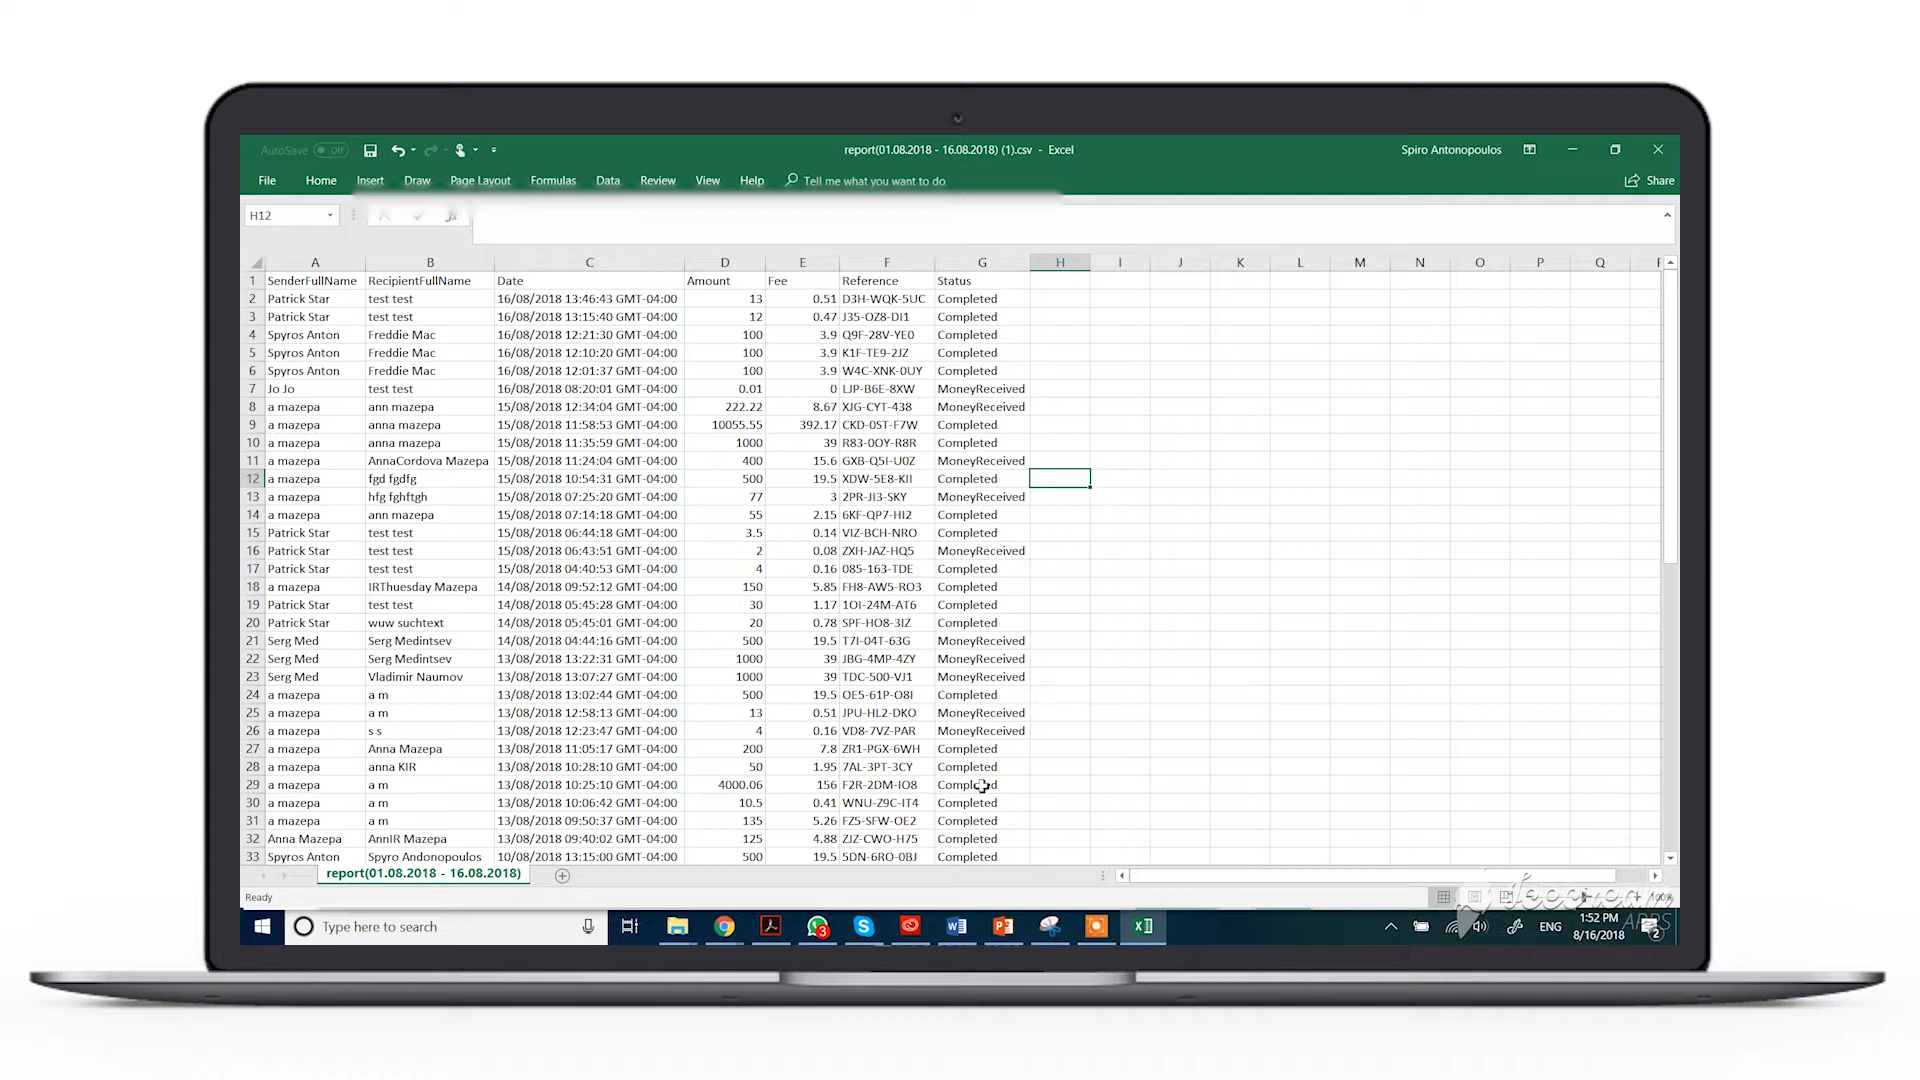 AutoSave Off report(01.08.2018 - 16.08.2018) (1).csv - Excel Spiro Antonopoulos
File Home Insert Draw Page Layout Formulas Data Review View Help Tell me what you want to do Share
H12 fx
A B C D E F G H I J K L M N O P Q
1 SenderFullName RecipientFullName Date Amount Fee Reference Status
2 Patrick Star test test 16/08/2018 13:46:43 GMT-04:00 13 0.51 D3H-WQK-5UC Completed
3 Patrick Star test test 16/08/2018 13:15:40 GMT-04:00 12 0.47 J35-OZ8-DI1 Completed
4 Spyros Anton Freddie Mac 16/08/2018 12:21:30 GMT-04:00 100 3.9 Q9F-28V-YE0 Completed
5 Spyros Anton Freddie Mac 16/08/2018 12:10:20 GMT-04:00 100 3.9 K1F-TE9-2JZ Completed
6 Spyros Anton Freddie Mac 16/08/2018 12:01:37 GMT-04:00 100 3.9 W4C-XNK-0UY Completed
7 Jo Jo test test 16/08/2018 08:20:01 GMT-04:00 0.01 0 LJP-B6E-8XW MoneyReceived
8 a mazepa ann mazepa 15/08/2018 12:34:04 GMT-04:00 222.22 8.67 XJG-CYT-438 MoneyReceived
9 a mazepa anna mazepa 15/08/2018 11:58:53 GMT-04:00 10055.55 392.17 CKD-0ST-F7W Completed
10 a mazepa anna mazepa 15/08/2018 11:35:59 GMT-04:00 1000 39 R83-0OY-R8R Completed
11 a mazepa AnnaCordova Mazepa 15/08/2018 11:24:04 GMT-04:00 400 15.6 GXB-Q5I-U0Z MoneyReceived
12 a mazepa fgd fgdfg 15/08/2018 10:54:31 GMT-04:00 500 19.5 XDW-5E8-KII Completed
13 a mazepa hfg fghftgh 15/08/2018 07:25:20 GMT-04:00 77 3 2PR-JI3-SKY MoneyReceived
14 a mazepa ann mazepa 15/08/2018 07:14:18 GMT-04:00 55 2.15 6KF-QP7-HI2 Completed
15 Patrick Star test test 15/08/2018 06:44:18 GMT-04:00 3.5 0.14 VIZ-BCH-NRO Completed
16 Patrick Star test test 15/08/2018 06:43:51 GMT-04:00 2 0.08 ZXH-JAZ-HQ5 MoneyReceived
17 Patrick Star test test 15/08/2018 04:40:53 GMT-04:00 4 0.16 085-163-TDE Completed
18 a mazepa IRThuesday Mazepa 14/08/2018 09:52:12 GMT-04:00 150 5.85 FH8-AW5-RO3 Completed
19 Patrick Star test test 14/08/2018 05:45:28 GMT-04:00 30 1.17 1OI-24M-AT6 Completed
20 Patrick Star wuw suchtext 14/08/2018 05:45:01 GMT-04:00 20 0.78 SPF-HO8-3IZ Completed
21 Serg Med Serg Medintsev 14/08/2018 04:44:16 GMT-04:00 500 19.5 T7I-04T-63G MoneyReceived
22 Serg Med Serg Medintsev 13/08/2018 13:22:31 GMT-04:00 1000 39 JBG-4MP-4ZY MoneyReceived
23 Serg Med Vladimir Naumov 13/08/2018 13:07:27 GMT-04:00 1000 39 TDC-500-VJ1 MoneyReceived
24 a mazepa a m 13/08/2018 13:02:44 GMT-04:00 500 19.5 OE5-61P-O8I Completed
25 a mazepa a m 13/08/2018 12:58:13 GMT-04:00 13 0.51 JPU-HL2-DKO MoneyReceived
26 a mazepa s s 13/08/2018 12:23:47 GMT-04:00 4 0.16 VD8-7VZ-PAR MoneyReceived
27 a mazepa Anna Mazepa 13/08/2018 11:05:17 GMT-04:00 200 7.8 ZR1-PGX-6WH Completed
28 a mazepa anna KIR 13/08/2018 10:28:10 GMT-04:00 50 1.95 7AL-3PT-3CY Completed
29 a mazepa a m 13/08/2018 10:25:10 GMT-04:00 4000.06 156 F2R-2DM-IO8 Completed
30 a mazepa a m 13/08/2018 10:06:42 GMT-04:00 10.5 0.41 WNU-Z9C-IT4 Completed
31 a mazepa a m 13/08/2018 09:50:37 GMT-04:00 135 5.26 FZ5-SFW-OE2 Completed
32 Anna Mazepa AnnIR Mazepa 13/08/2018 09:40:02 GMT-04:00 125 4.88 ZJZ-CWO-H75 Completed
33 Spyros Anton Spyro Andonopoulos 10/08/2018 13:15:00 GMT-04:00 500 19.5 5DN-6RO-0BJ Completed
report(01.08.2018 - 16.08.2018)
Ready 100%
Type here to search 3 ENG 1:52 PM
8/16/2018 2
APPS